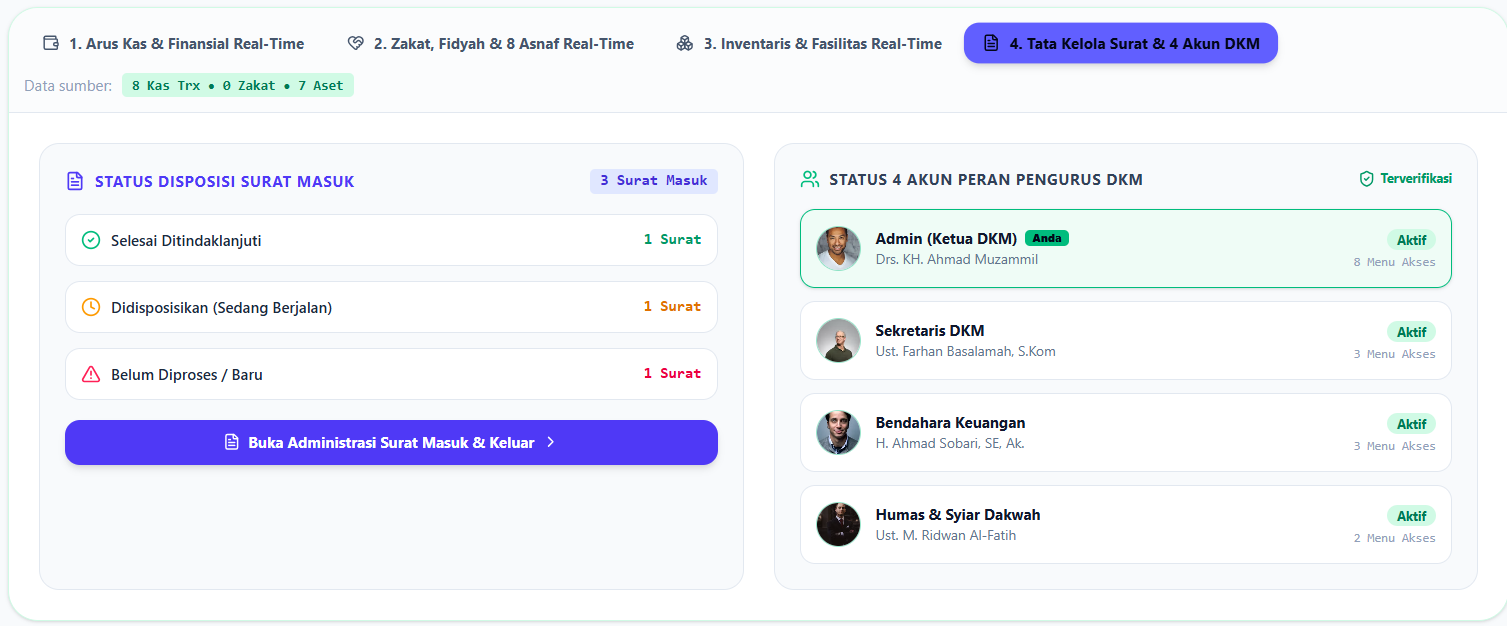 1. Arus Kas & Finansial Real-Time
2. Zakat, Fidyah & 8 Asnaf Real-Time
3. Inventaris & Fasilitas Real-Time
4. Tata Kelola Surat & 4 Akun DKM
Data sumber: 8 Kas Trx • 0 Zakat • 7 Aset
STATUS DISPOSISI SURAT MASUK
3 Surat Masuk
Selesai Ditindaklanjuti
1 Surat
Didisposisikan (Sedang Berjalan)
1 Surat
Belum Diproses / Baru
1 Surat
Buka Administrasi Surat Masuk & Keluar
STATUS 4 AKUN PERAN PENGURUS DKM
Terverifikasi
Admin (Ketua DKM) Anda
Drs. KH. Ahmad Muzammil
Aktif
8 Menu Akses
Sekretaris DKM
Ust. Farhan Basalamah, S.Kom
Aktif
3 Menu Akses
Bendahara Keuangan
H. Ahmad Sobari, SE, Ak.
Aktif
3 Menu Akses
Humas & Syiar Dakwah
Ust. M. Ridwan Al-Fatih
Aktif
2 Menu Akses